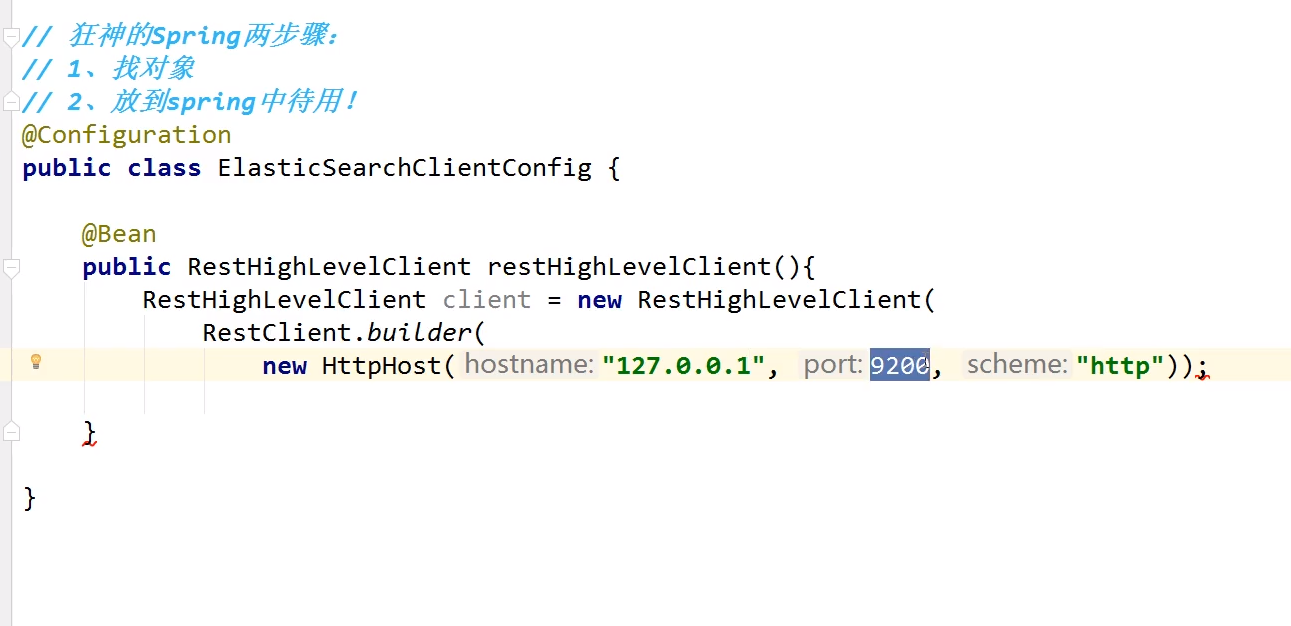 // 狂神的Spring两步骤：
// 1、找对象
// 2、放到spring中待用！
@Configuration
public class ElasticSearchClientConfig {
@Bean
public RestHighLevelClient restHighLevelClient(){
RestHighLevelClient client = new RestHighLevelClient(
RestClient.builder(
new HttpHost( hostname: "127.0.0.1", port: 9200, scheme: "http"));
}
}